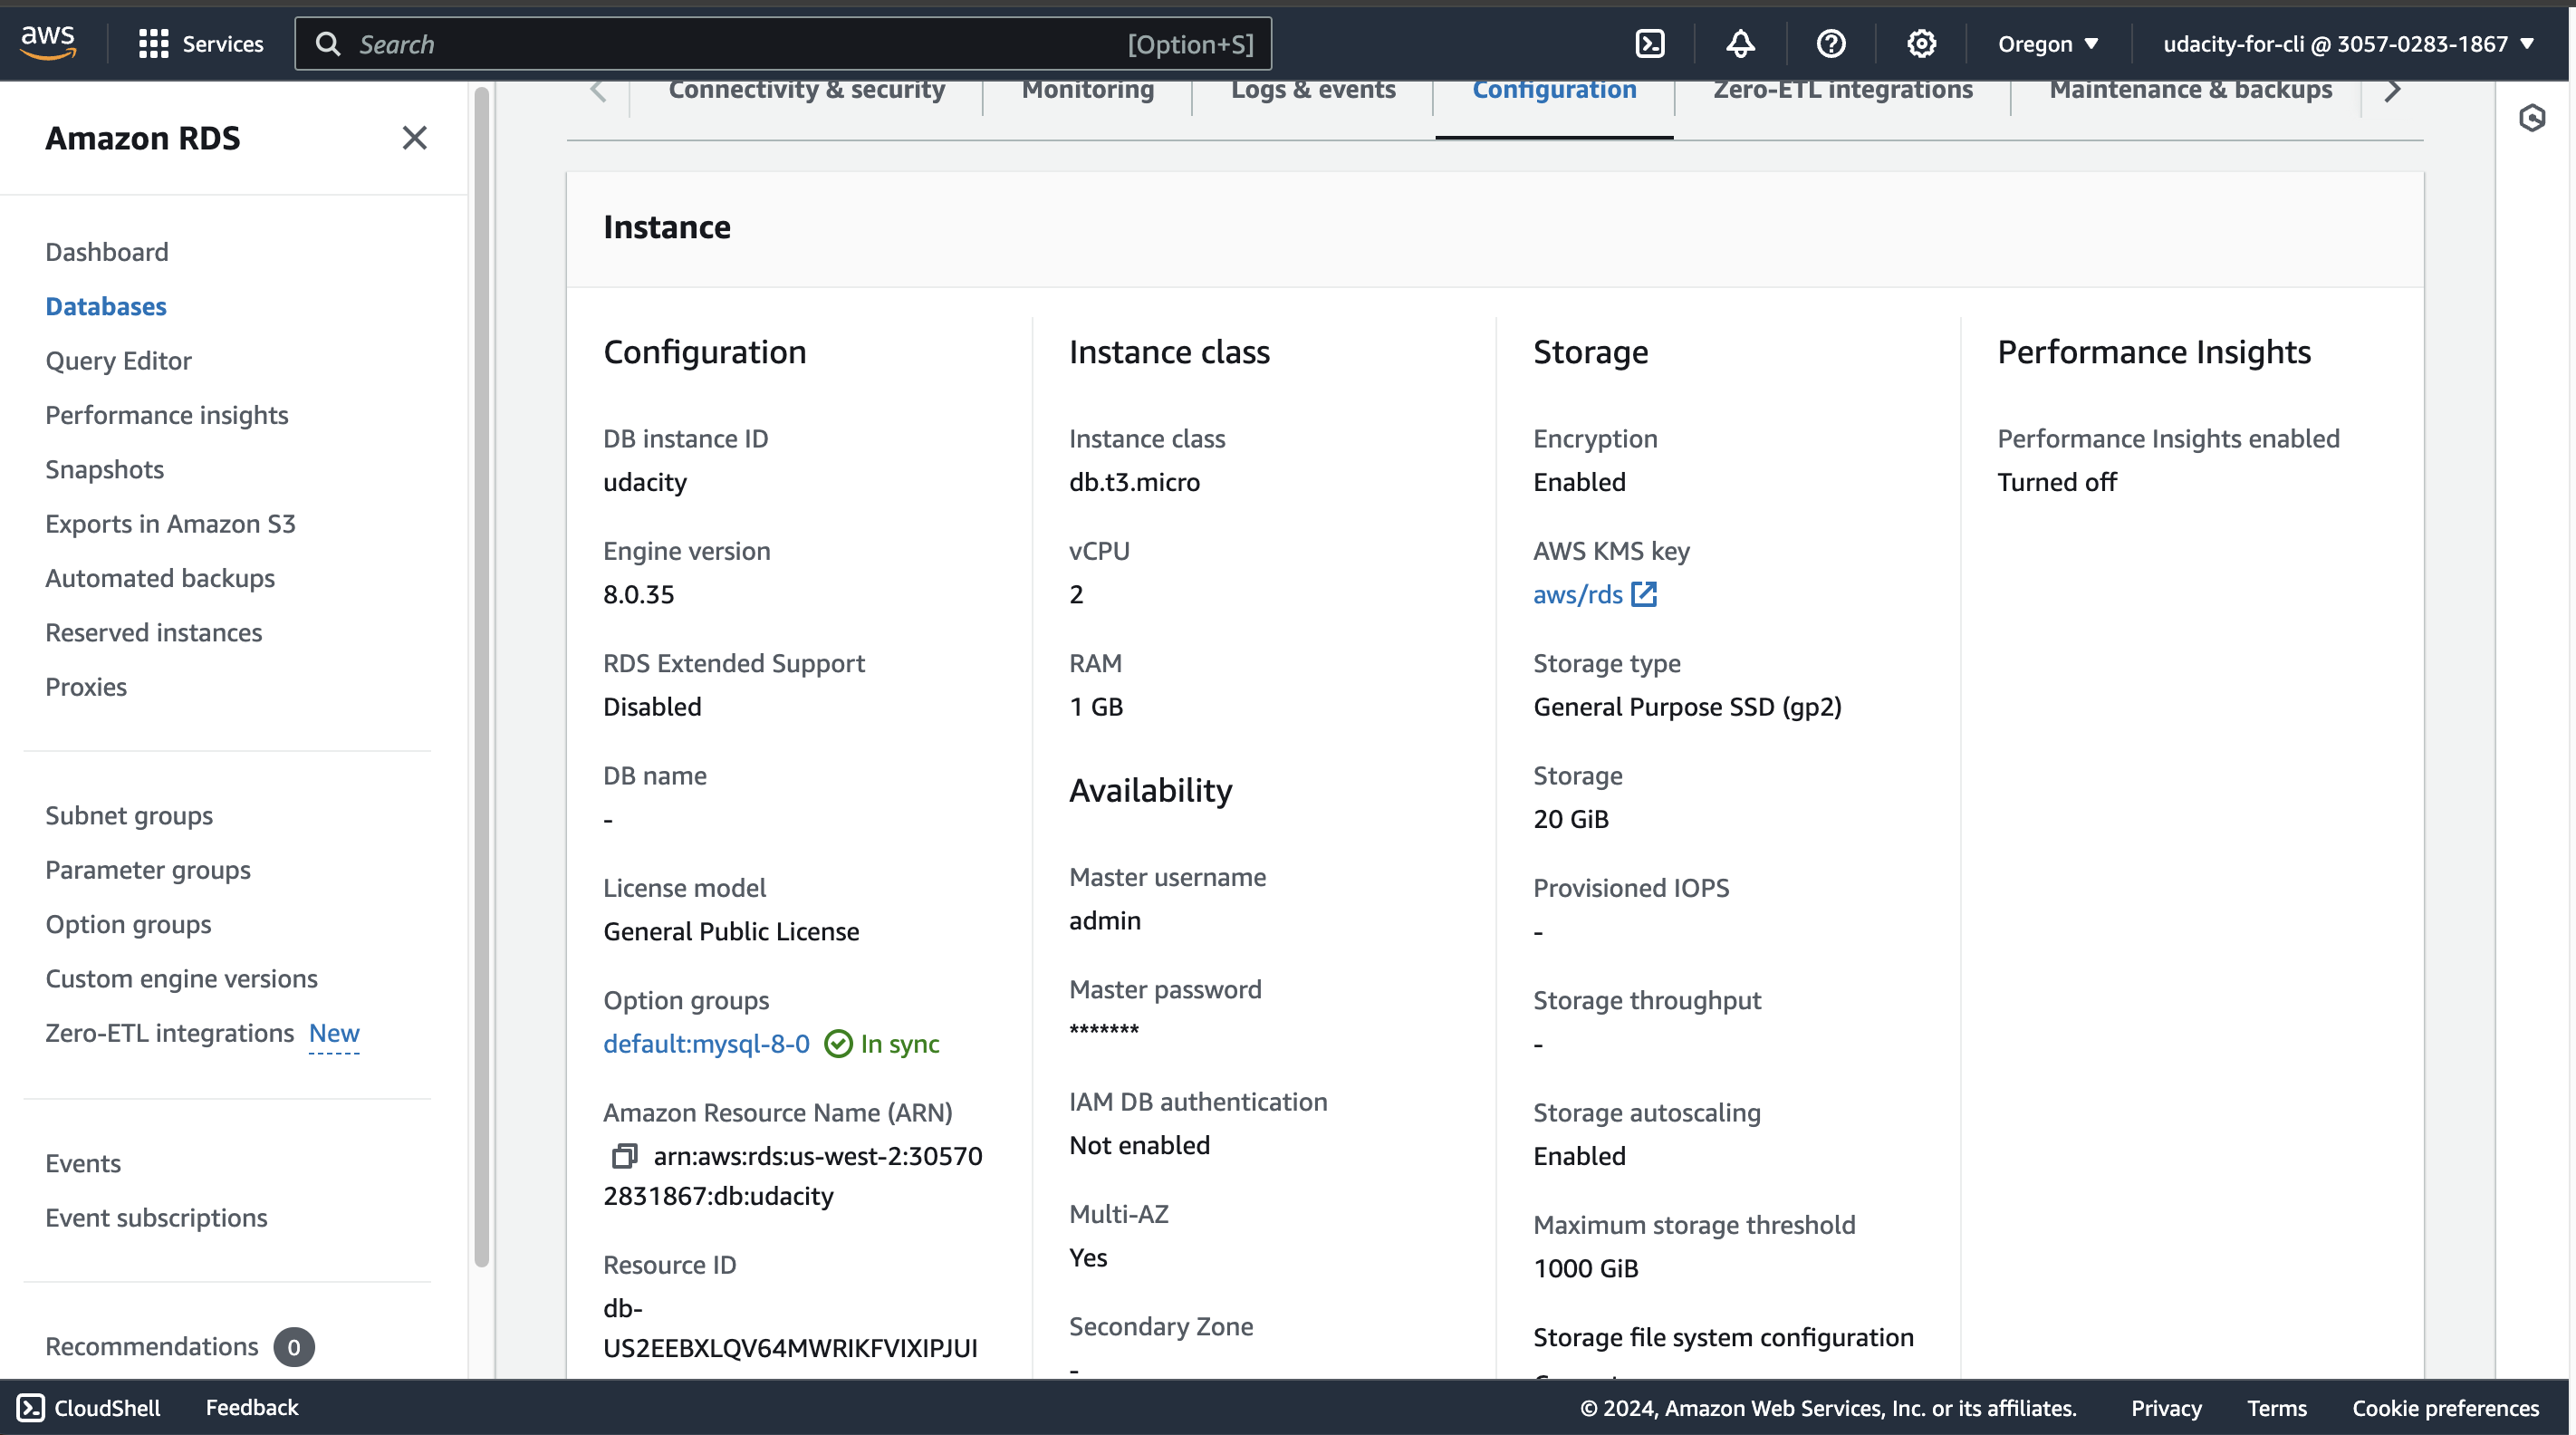 aws Services Search [Option+S] Oregon udacity-for-cli @ 3057-0283-1867
Connectivity & security Monitoring Logs & events Configuration Zero-ETL integrations Maintenance & backups
Amazon RDS
Dashboard
Databases
Query Editor
Performance insights
Snapshots
Exports in Amazon S3
Automated backups
Reserved instances
Proxies
Subnet groups
Parameter groups
Option groups
Custom engine versions
Zero-ETL integrations New
Events
Event subscriptions
Recommendations 0
Instance
Configuration
DB instance ID
udacity
Engine version
8.0.35
RDS Extended Support
Disabled
DB name
-
License model
General Public License
Option groups
default:mysql-8-0 In sync
Amazon Resource Name (ARN)
arn:aws:rds:us-west-2:30570
2831867:db:udacity
Resource ID
db-
US2EEBXLQV64MWRIKFVIXIPJUI
Instance class
Instance class
db.t3.micro
vCPU
2
RAM
1 GB
Availability
Master username
admin
Master password
*******
IAM DB authentication
Not enabled
Multi-AZ
Yes
Secondary Zone
-
Storage
Encryption
Enabled
AWS KMS key
aws/rds
Storage type
General Purpose SSD (gp2)
Storage
20 GiB
Provisioned IOPS
-
Storage throughput
-
Storage autoscaling
Enabled
Maximum storage threshold
1000 GiB
Storage file system configuration
Performance Insights
Performance Insights enabled
Turned off
CloudShell Feedback © 2024, Amazon Web Services, Inc. or its affiliates. Privacy Terms Cookie preferences